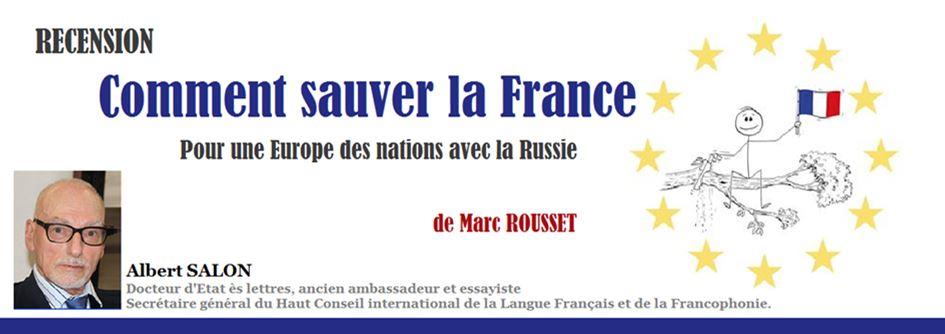 RECENSION
Comment sauver la France
Pour une Europe des nations avec la Russie
de Marc ROUSSET
Albert SALON
Docteur d'Etat ès lettres, ancien ambassadeur et essayiste
Secrétaire général du Haut Conseil international de la Langue Français et de la Francophonie.